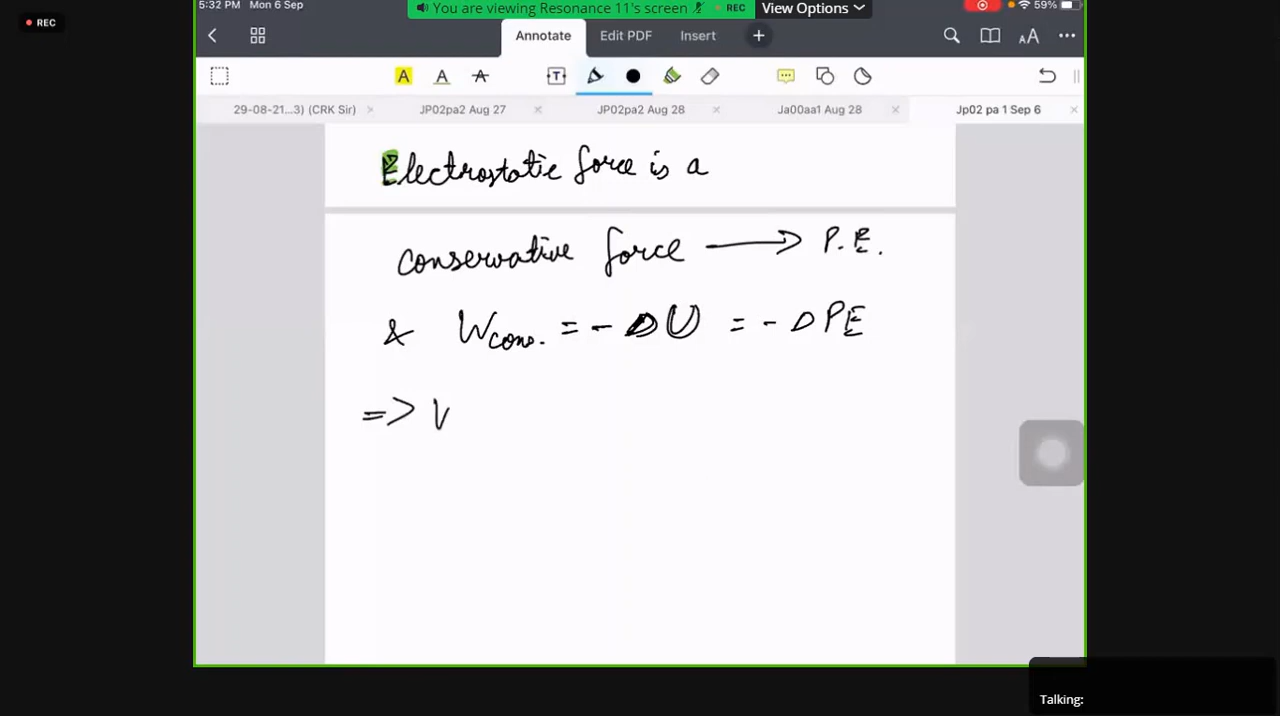 5:32 PM Mon 6 Sep
You are viewing Resonance 11's screen
REC
View Options
59%
REC
Annotate
Edit PDF
Insert
+
AA
A A A T
29-08-21...3) (CRK Sir)
JP02pa2 Aug 27
JP02pa2 Aug 28
Ja00aa1 Aug 28
Jp02 pa 1 Sep 6
Electrostatic force is a
conservative force → P.E.
& Wcons. = - ΔU = - ΔPE
=>
Talking: